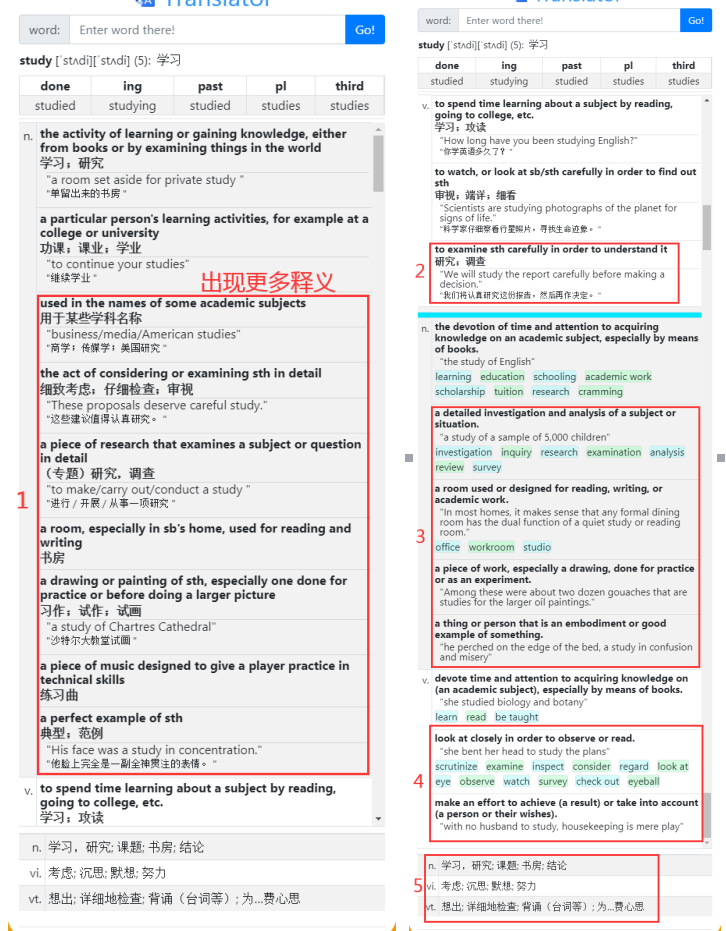 Translator
word: Enter word there! Go!
study [ˈstʌdi][ˈstʌdi] (5): 学习
done ing past pl third
studied studying studied studies studies
n. the activity of learning or gaining knowledge, either
from books or by examining things in the world
学习；研究
"a room set aside for private study "
"单留出来的书房 "
a particular person's learning activities, for example at a
college or university
功课；课业；学业
"to continue your studies"
"继续学业 "
出现更多释义
used in the names of some academic subjects
用于某些学科名称
"business/media/American studies"
"商学；传媒学；美国研究 "
the act of considering or examining sth in detail
细致考虑；仔细检查；审视
"These proposals deserve careful study."
"这些建议值得认真研究。 "
a piece of research that examines a subject or question
in detail
（专题）研究，调查
"to make/carry out/conduct a study "
"进行 / 开展 / 从事一项研究 "
1
a room, especially in sb's home, used for reading and
writing
书房
a drawing or painting of sth, especially one done for
practice or before doing a larger picture
习作；试作；试画
"a study of Chartres Cathedral"
"沙特尔大教堂试画 "
a piece of music designed to give a player practice in
technical skills
练习曲
a perfect example of sth
典型；范例
"His face was a study in concentration."
"他脸上完全是一副全神贯注的表情。 "
v. to spend time learning about a subject by reading,
going to college, etc.
学习；攻读
n. 学习，研究; 课题; 书房; 结论
vi. 考虑; 沉思; 默想; 努力
vt. 想出; 详细地检查; 背诵（台词等）; 为…费心思
Translator
word: Enter word there! Go!
study [ˈstʌdi][ˈstʌdi] (5): 学习
done ing past pl third
studied studying studied studies studies
v. to spend time learning about a subject by reading,
going to college, etc.
学习；攻读
"How long have you been studying English?"
"你学英语多久了？ "
to watch, or look at sb/sth carefully in order to find out
sth
审视；端详；细看
"Scientists are studying photographs of the planet for
signs of life."
"科学家仔细察看行星照片，寻找生命迹象。 "
to examine sth carefully in order to understand it
2 研究；调查
"We will study the report carefully before making a
decision."
"我们将认真研究这份报告，然后再作决定。 "
n. the devotion of time and attention to acquiring
knowledge on an academic subject, especially by means
of books.
"the study of English"
learning education schooling academic work
scholarship tuition research cramming
a detailed investigation and analysis of a subject or
situation.
"a study of a sample of 5,000 children"
investigation inquiry research examination analysis
review survey
a room used or designed for reading, writing, or
academic work.
"In most homes, it makes sense that any formal dining
room has the dual function of a quiet study or reading
room."
3
office workroom studio
a piece of work, especially a drawing, done for practice
or as an experiment.
"Among these were about two dozen gouaches that are
studies for the larger oil paintings."
a thing or person that is an embodiment or good
example of something.
"he perched on the edge of the bed, a study in confusion
and misery"
v. devote time and attention to acquiring knowledge on
(an academic subject), especially by means of books.
"she studied biology and botany"
learn read be taught
look at closely in order to observe or read.
"she bent her head to study the plans"
scrutinize examine inspect consider regard look at
4 eye observe watch survey check out eyeball
make an effort to achieve (a result) or take into account
(a person or their wishes).
"with no husband to study, housekeeping is mere play"
n. 学习，研究; 课题; 书房; 结论
5 vi. 考虑; 沉思; 默想; 努力
vt. 想出; 详细地检查; 背诵（台词等）; 为…费心思